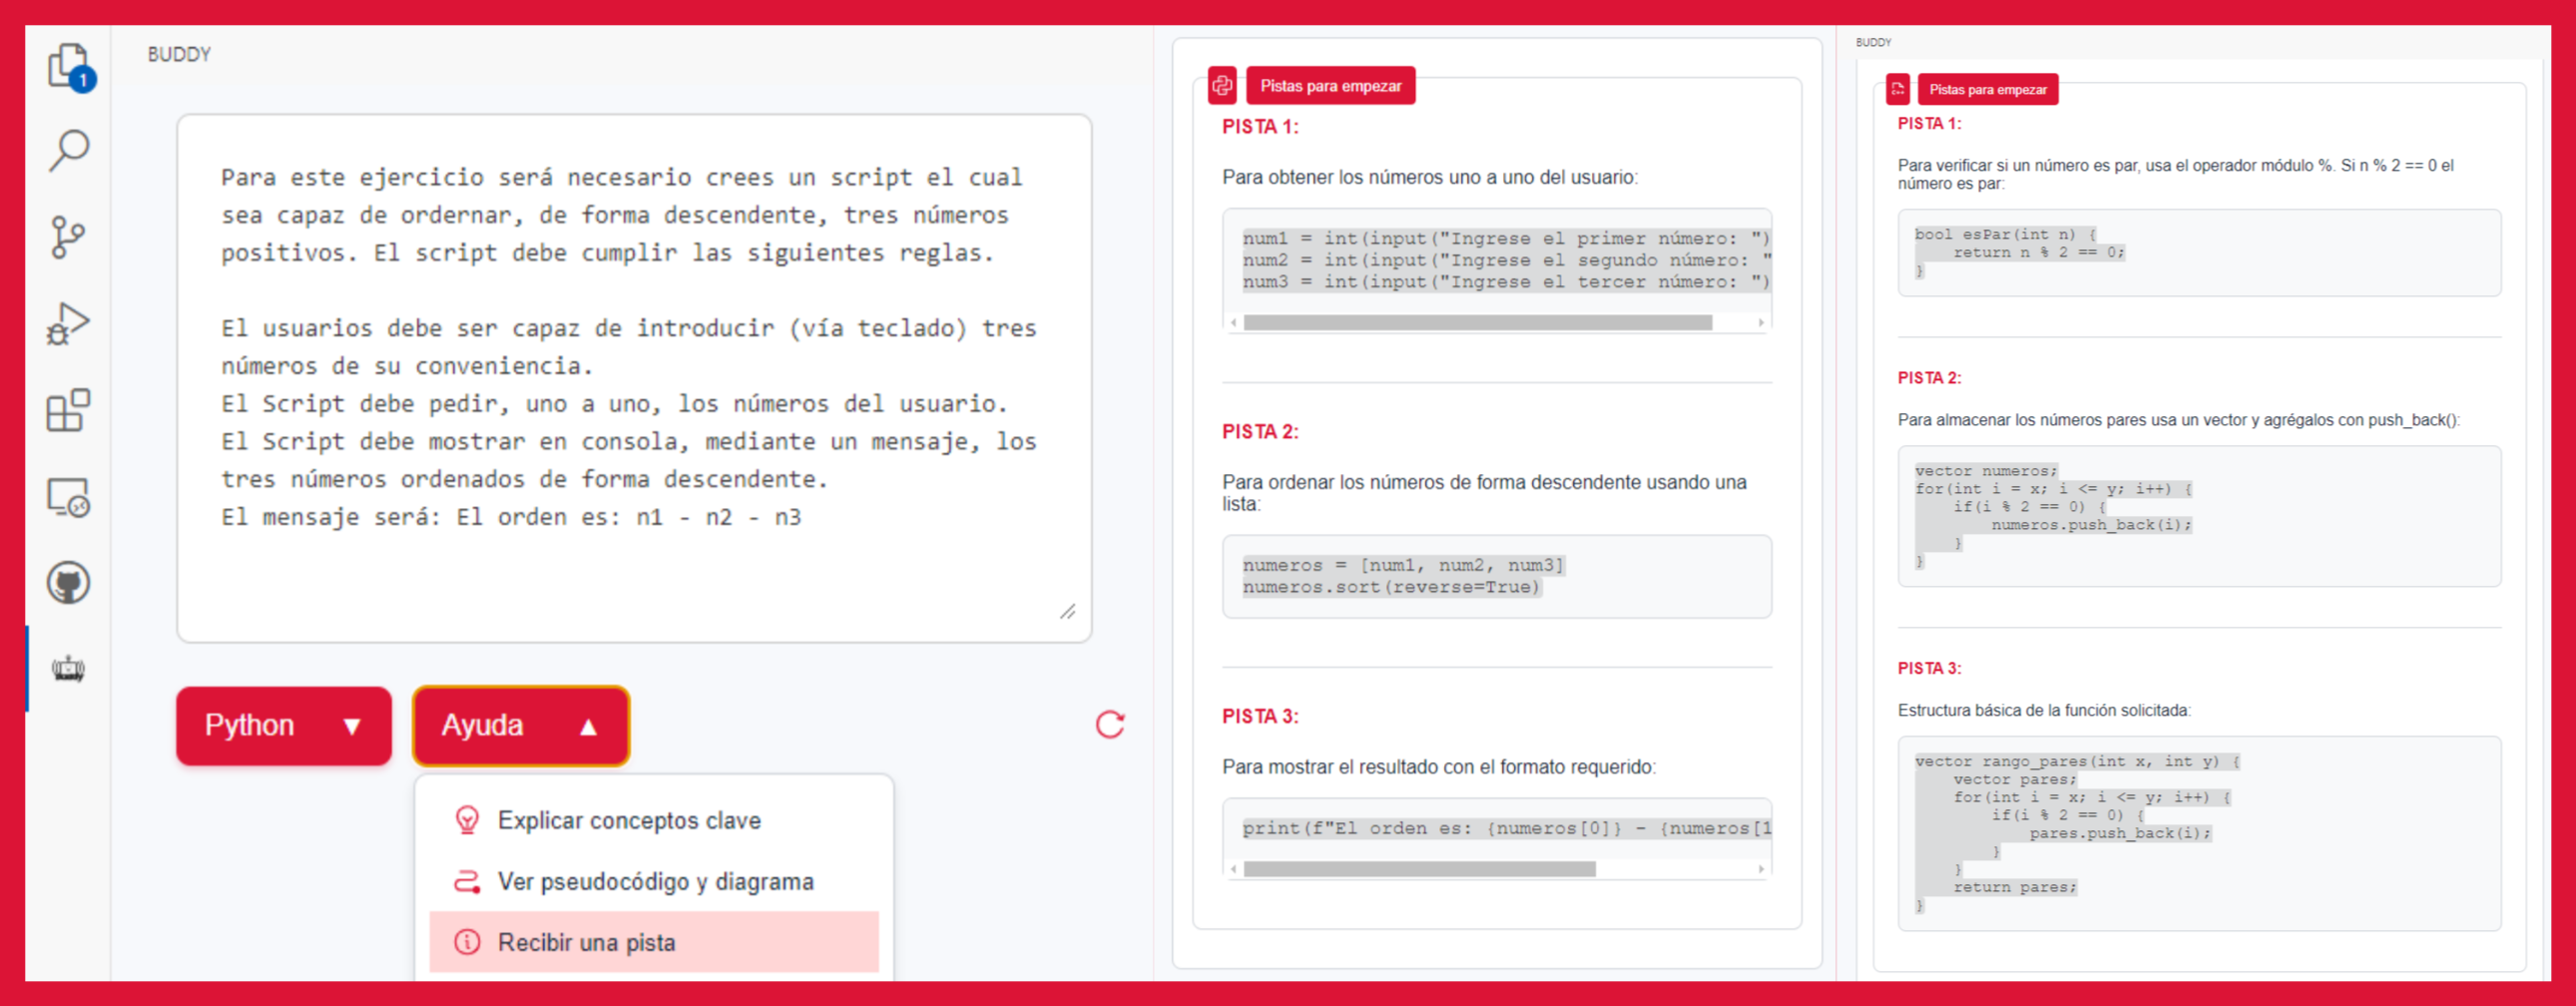 1
BUDDY
Para este ejercicio será necesario crees un script el cual
sea capaz de ordernar, de forma descendente, tres números
positivos. El script debe cumplir las siguientes reglas.
El usuarios debe ser capaz de introducir (vía teclado) tres
números de su conveniencia.
El Script debe pedir, uno a uno, los números del usuario.
El Script debe mostrar en consola, mediante un mensaje, los
tres números ordenados de forma descendente.
El mensaje será: El orden es: n1 - n2 - n3
Python ▼
Ayuda ▲
Explicar conceptos clave
Ver pseudocódigo y diagrama
Recibir una pista
Pistas para empezar
PISTA 1:
Para obtener los números uno a uno del usuario:
num1 = int(input("Ingrese el primer número: ")
num2 = int(input("Ingrese el segundo número: "
num3 = int(input("Ingrese el tercer número: ")
PISTA 2:
Para ordenar los números de forma descendente usando una
lista:
numeros = [num1, num2, num3]
numeros.sort(reverse=True)
PISTA 3:
Para mostrar el resultado con el formato requerido:
print(f"El orden es: {numeros[0]} - {numeros[1
BUDDY
C++
Pistas para empezar
PISTA 1:
Para verificar si un número es par, usa el operador módulo %. Si n % 2 == 0 el
número es par:
bool esPar(int n) {
    return n % 2 == 0;
}
PISTA 2:
Para almacenar los números pares usa un vector y agrégalos con push_back():
vector numeros;
for(int i = x; i <= y; i++) {
    if(i % 2 == 0) {
        numeros.push_back(i);
    }
}
PISTA 3:
Estructura básica de la función solicitada:
vector rango_pares(int x, int y) {
    vector pares;
    for(int i = x; i <= y; i++) {
        if(i % 2 == 0) {
            pares.push_back(i);
        }
    }
    return pares;
}